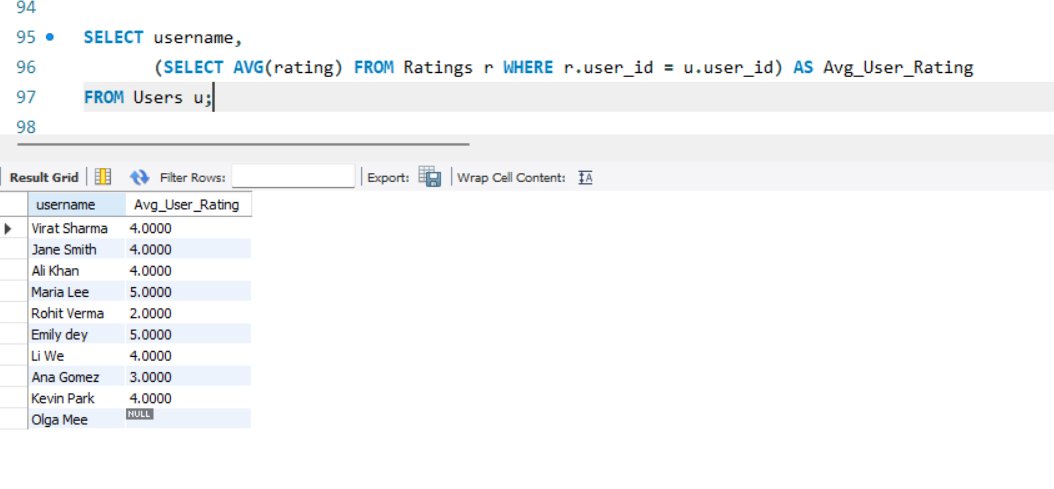 94
95 SELECT username,
96 (SELECT AVG(rating) FROM Ratings r WHERE r.user_id = u.user_id) AS Avg_User_Rating
97 FROM Users u;
98
Result Grid Filter Rows: Export: Wrap Cell Content: IA
username Avg_User_Rating
Virat Sharma 4.0000
Jane Smith 4.0000
Ali Khan 4.0000
Maria Lee 5.0000
Rohit Verma 2.0000
Emily dey 5.0000
Li We 4.0000
Ana Gomez 3.0000
Kevin Park 4.0000
Olga Mee NULL